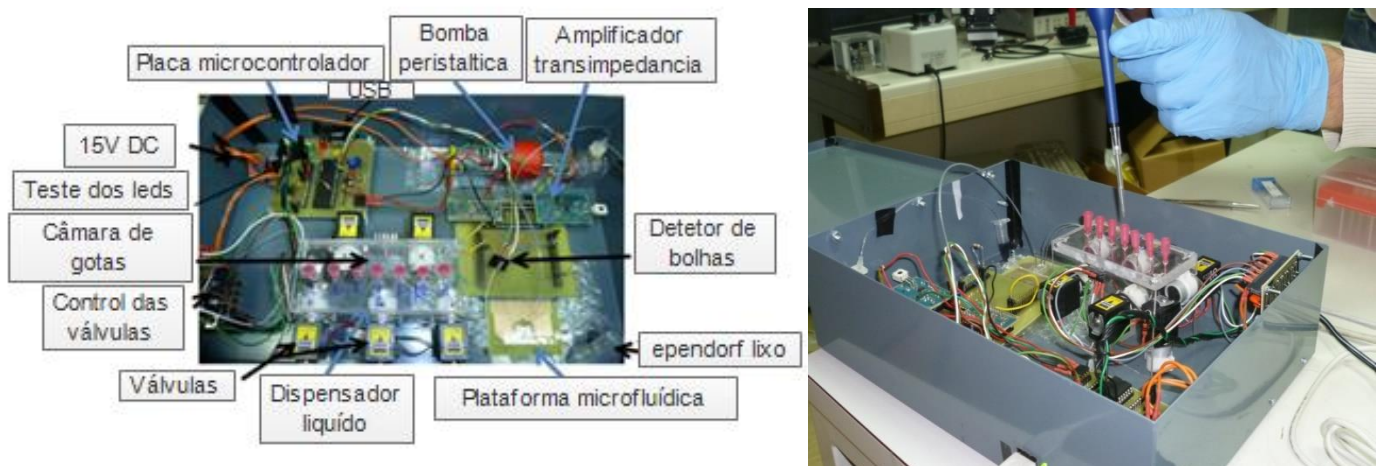 Placa microcontrolador
Bomba
peristaltica
Amplificador
transimpedancia
USB
15V DC
Teste dos leds
Câmara de
gotas
Detetor de
bolhas
Control das
válvulas
ependorf lixo
Válvulas
Dispensador
liquído
Plataforma microfluídica